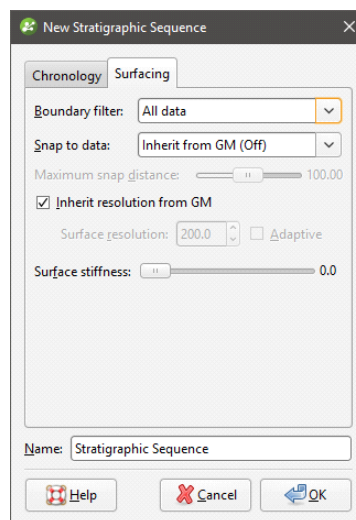 New Stratigraphic Sequence
Chronology Surfacing
Boundary filter: All data
Snap to data: Inherit from GM (Off)
Maximum snap distance: 100.00
Inherit resolution from GM
Surface resolution: 200.0 Adaptive
Surface stiffness: 0.0
Name: Stratigraphic Sequence
Help Cancel OK